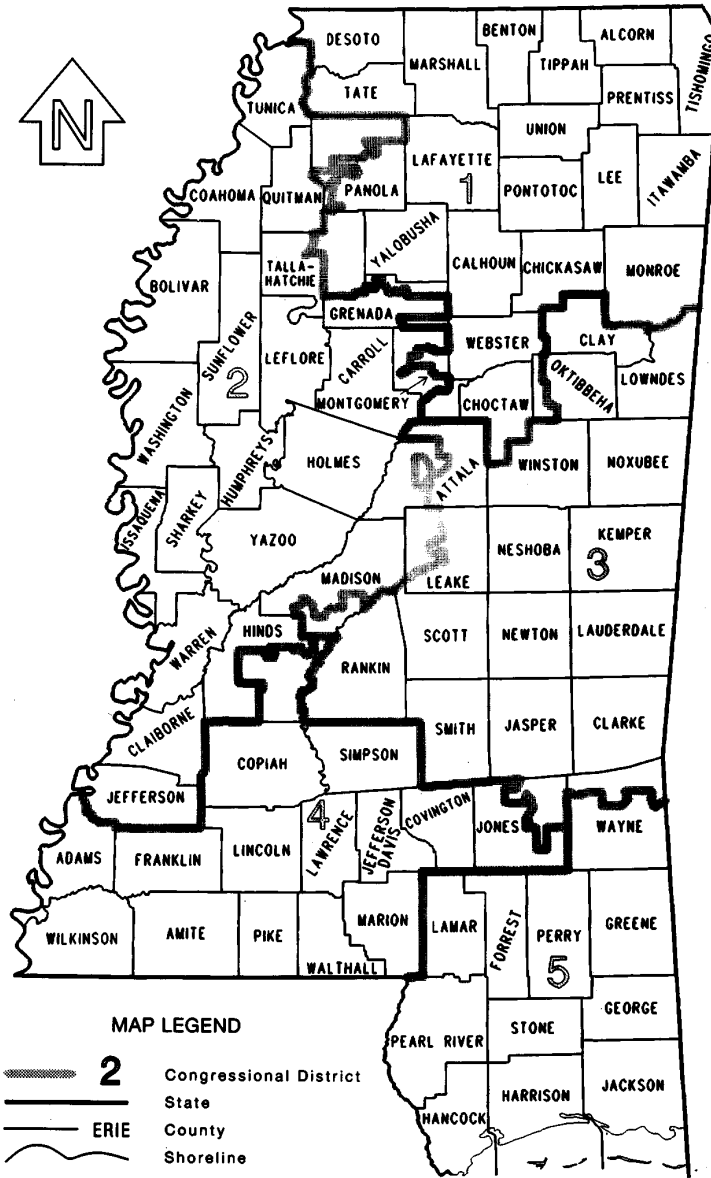 DESOTO
BENTON
ALCORN
TISHOMINGO
MARSHALL
TIPPAH
N
TATE
PRENTISS
TUNICA
UNION
LAFAYETTE
1
LEE
ITAWAMBA
COAHOMA
QUITMAN
PANOLA
PONTOTOC
YALOBUSHA
TALLA-
HATCHIE
CALHOUN
CHICKASAW
MONROE
BOLIVAR
GRENADA
SUNFLOWER
2
LEFLORE
CARROLL
WEBSTER
CLAY
OKTIBBEHA
LOWNDES
WASHINGTON
MONTGOMERY
CHOCTAW
HUMPHREYS
HOLMES
ATTALA
WINSTON
NOXUBEE
ISSAQUENA
SHARKEY
YAZOO
NESHOBA
KEMPER
3
MADISON
LEAKE
WARREN
HINDS
SCOTT
NEWTON
LAUDERDALE
RANKIN
CLAIBORNE
COPIAH
SIMPSON
SMITH
JASPER
CLARKE
JEFFERSON
4
LAWRENCE
JEFFERSON
DAVIS
COVINGTON
JONES
WAYNE
ADAMS
FRANKLIN
LINCOLN
WILKINSON
AMITE
PIKE
WALTHALL
MARION
LAMAR
FORREST
PERRY
5
GREENE
GEORGE
PEARL RIVER
STONE
HANCOCK
HARRISON
JACKSON
MAP LEGEND
2 Congressional District
State
ERIE County
Shoreline